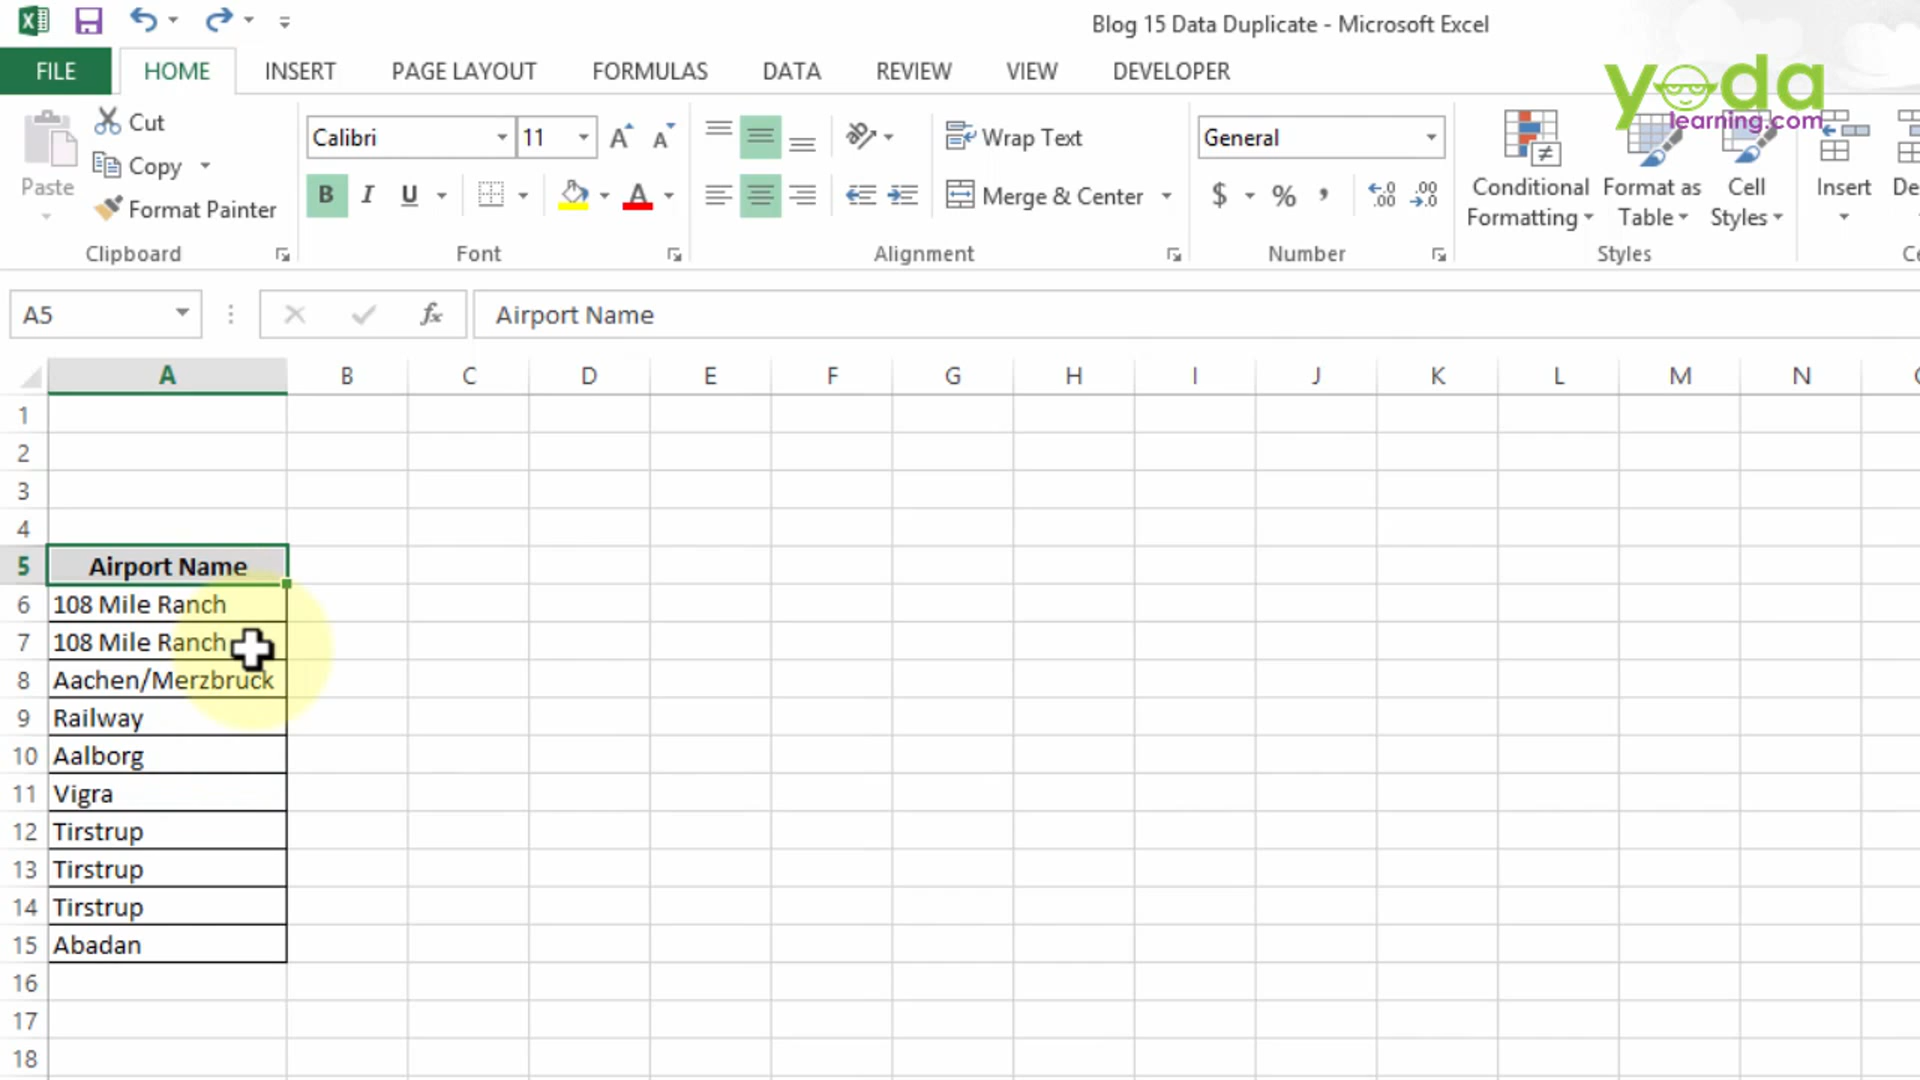 Blog 15 Data Duplicate - Microsoft Excel
FILE HOME INSERT PAGE LAYOUT FORMULAS DATA REVIEW VIEW DEVELOPER
yoda
learning.com
Paste
Cut
Copy
Format Painter
Clipboard
Calibri 11
B I U A
Font
Wrap Text
Merge & Center
Alignment
General
$ % ,
Number
Conditional
Formatting
Format as
Table
Cell
Styles
Styles
Insert
A5 fx Airport Name
A B C D E F G H I J K L M N
1
2
3
4
5 Airport Name
6 108 Mile Ranch
7 108 Mile Ranch
8 Aachen/Merzbruck
9 Railway
10 Aalborg
11 Vigra
12 Tirstrup
13 Tirstrup
14 Tirstrup
15 Abadan
16
17
18